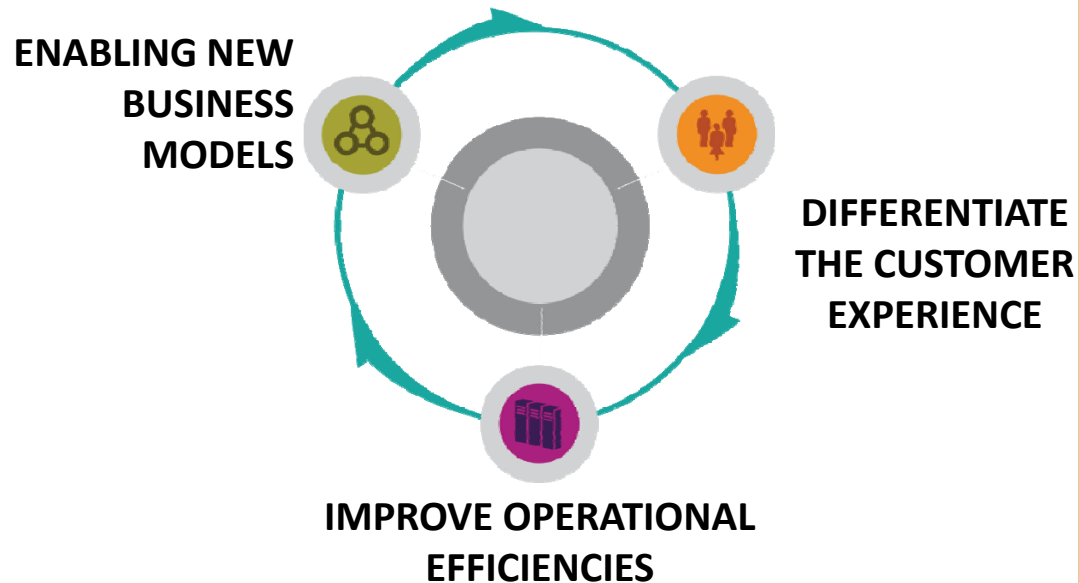 ENABLING NEW
BUSINESS
MODELS
DIFFERENTIATE
THE CUSTOMER
EXPERIENCE
IMPROVE OPERATIONAL
EFFICIENCIES